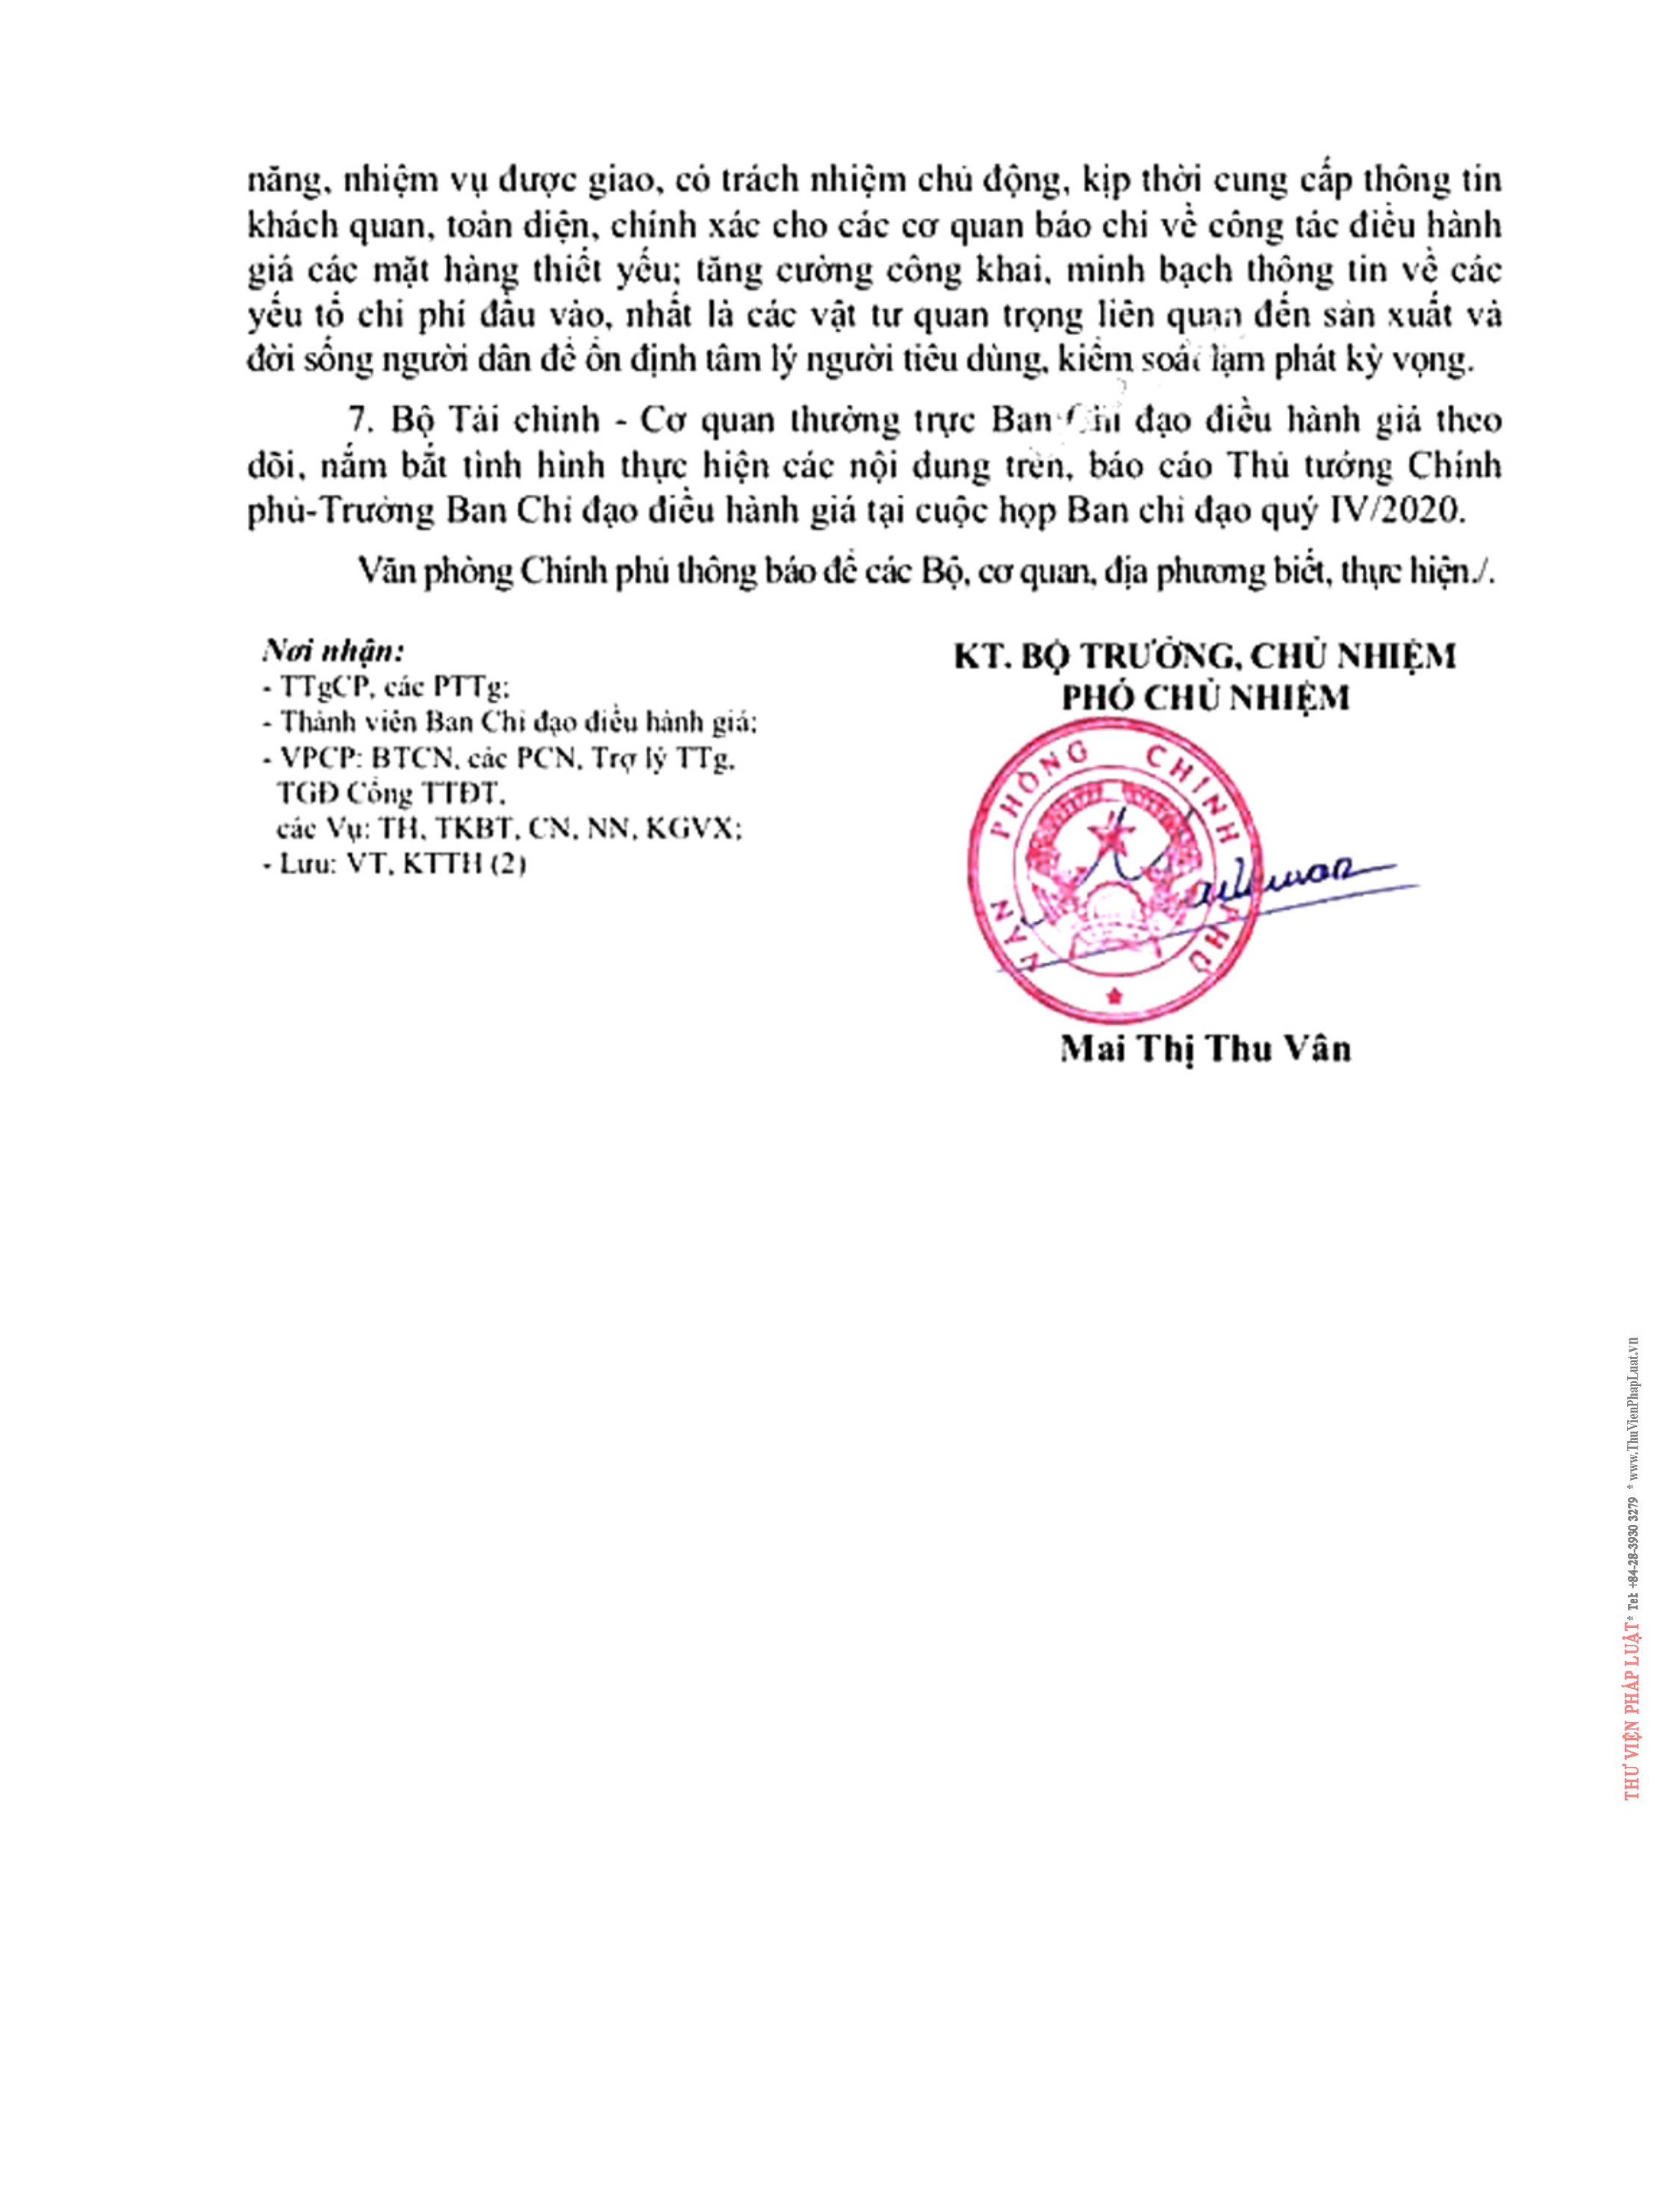 năng, nhiệm vụ được giao, có trách nhiệm chủ động, kịp thời cung cấp thông tin
khách quan, toàn diện, chính xác cho các cơ quan báo chí về công tác điều hành
giá các mặt hàng thiết yếu; tăng cường công khai, minh bạch thông tin về các
yếu tố chi phí đầu vào, nhất là các vật tư quan trọng liên quan đến sản xuất và
đời sống người dân để ổn định tâm lý người tiêu dùng, kiểm soát lạm phát kỳ vọng.
7. Bộ Tài chính - Cơ quan thường trực Ban Chỉ đạo điều hành giá theo
dõi, nắm bắt tình hình thực hiện các nội dung trên, báo cáo Thủ tướng Chính
phủ-Trưởng Ban Chỉ đạo điều hành giá tại cuộc họp Ban chỉ đạo quý IV/2020.
Văn phòng Chính phủ thông báo để các Bộ, cơ quan, địa phương biết, thực hiện./.
Nơi nhận:
- TTgCP, các PTTg;
- Thành viên Ban Chỉ đạo điều hành giá;
- VPCP: BTCN, các PCN, Trợ lý TTg,
TGĐ Cổng TTĐT,
các Vụ: TH, TKBT, CN, NN, KGVX;
- Lưu: VT, KTTH (2)
KT. BỘ TRƯỞNG, CHỦ NHIỆM
PHÓ CHỦ NHIỆM
VĂN PHÒNG CHÍNH PHỦ
Mai Thị Thu Vân
THƯ VIỆN PHÁP LUẬT * Tel: +84-28-3930 3279 * www.ThuVienPhapLuat.vn